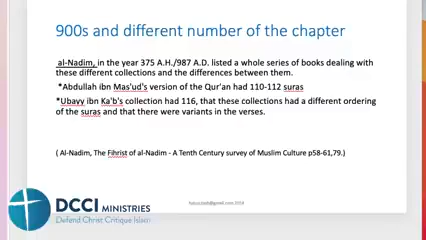 900s and different number of the chapter
al-Nadim, in the year 375 A.H./987 A.D. listed a whole series of books dealing with
these different collections and the differences between them.
*Abdullah ibn Mas'ud's version of the Qur'an had 110-112 suras
*Ubayy ibn Ka'b's collection had 116, that these collections had a different ordering
of the suras and that there were variants in the verses.
( Al-Nadim, The Fihrist of al-Nadim - A Tenth Century survey of Muslim Culture p58-61,79.)
2019
DCCI MINISTRIES
Defend Christ Critique Islam